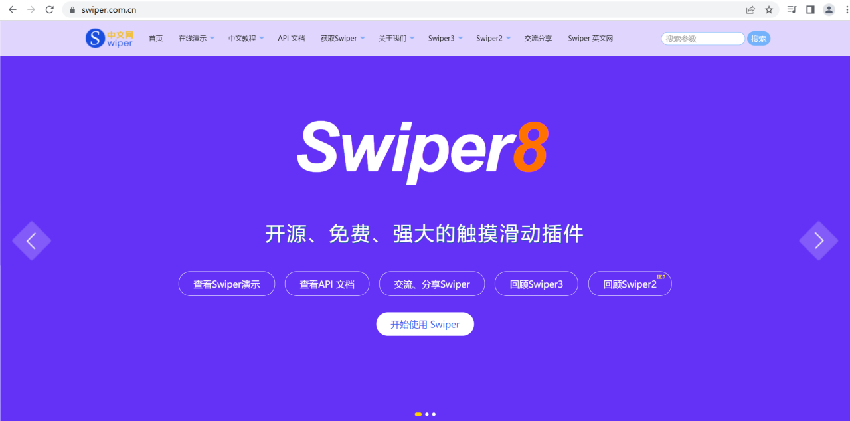 swiper.com.cn
S 中文网
wiper
首页 在线演示 中文教程 API 文档 获取Swiper 关于我们 Swiper3 Swiper2 交流分享 Swiper 英文网
搜索
Swiper8
开源、免费、强大的触摸滑动插件
查看Swiper演示 查看API 文档 交流、分享Swiper 回顾Swiper3 回顾Swiper2
开始使用 Swiper